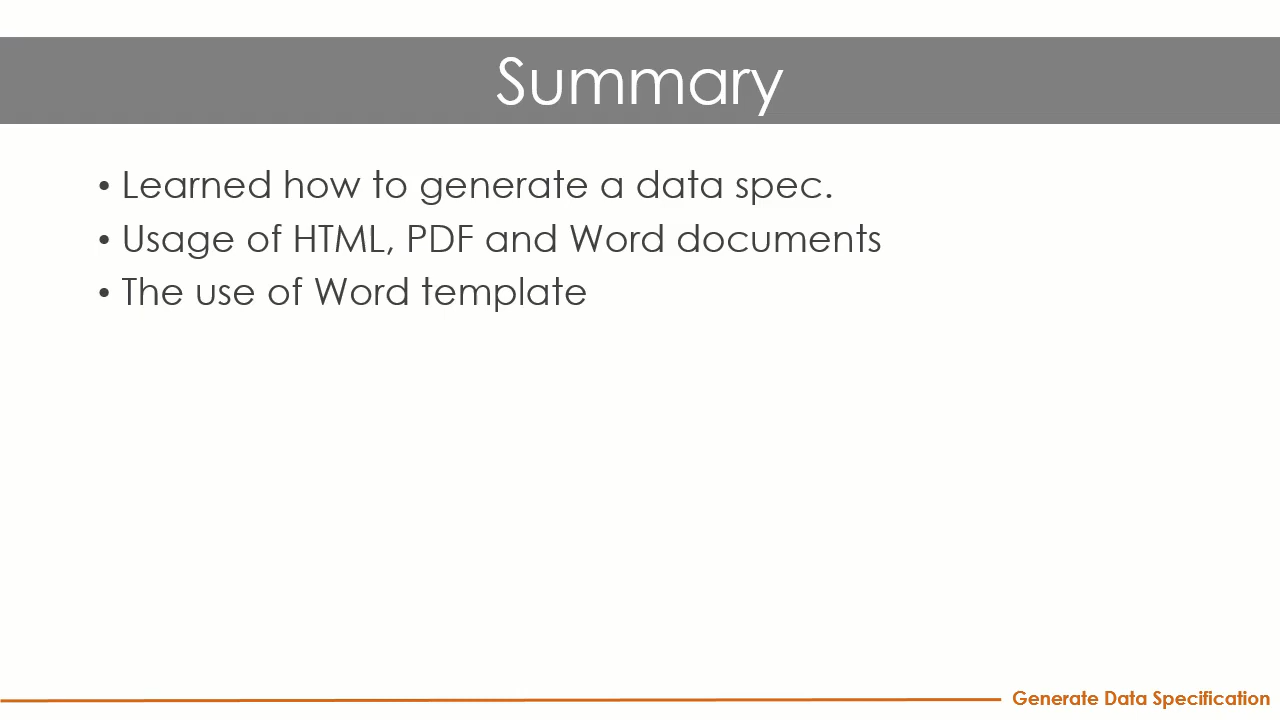 Summary
• Learned how to generate a data spec.
• Usage of HTML, PDF and Word documents
• The use of Word template
Generate Data Specification